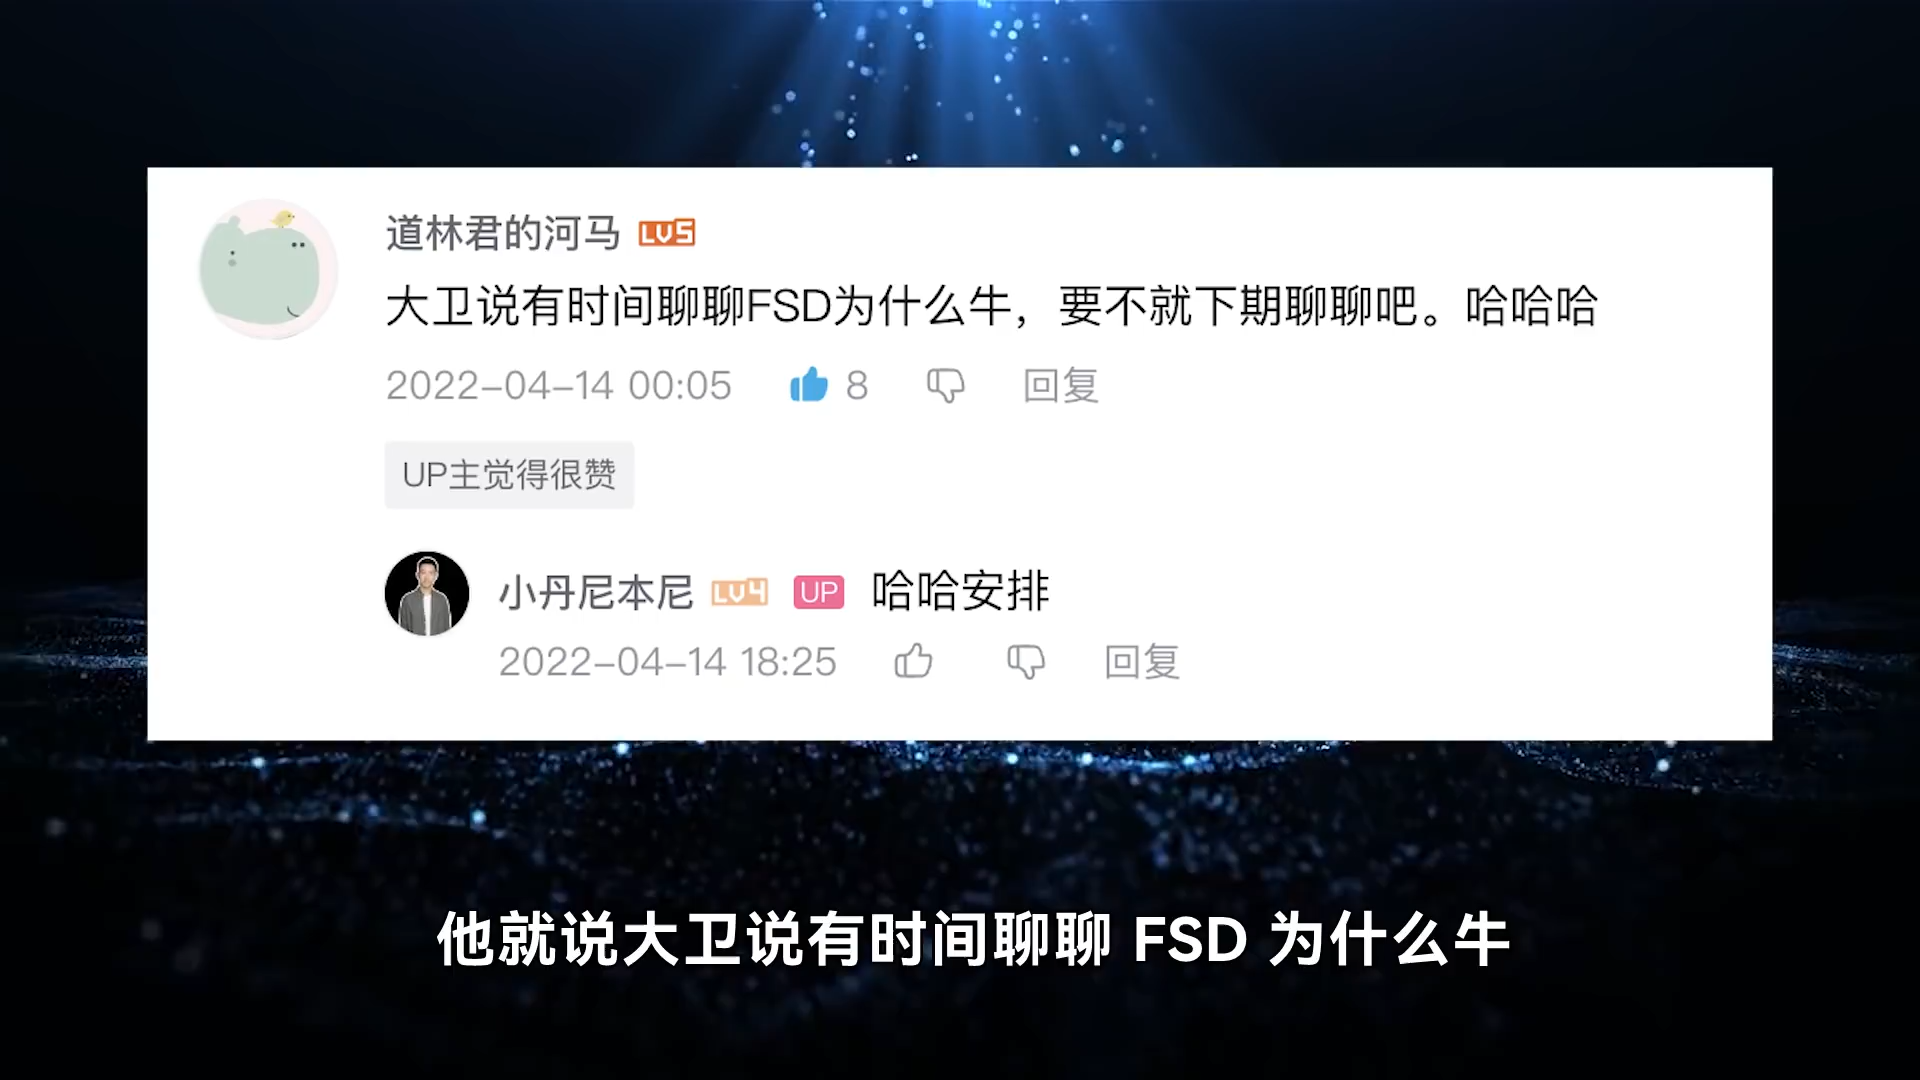 道林君的河马 LV5
大卫说有时间聊聊FSD为什么牛，要不就下期聊聊吧。哈哈哈
2022-04-14 00:05 8 回复
UP主觉得很赞
小丹尼本尼 LV4 UP 哈哈安排
2022-04-14 18:25 回复
他就说大卫说有时间聊聊 FSD 为什么牛